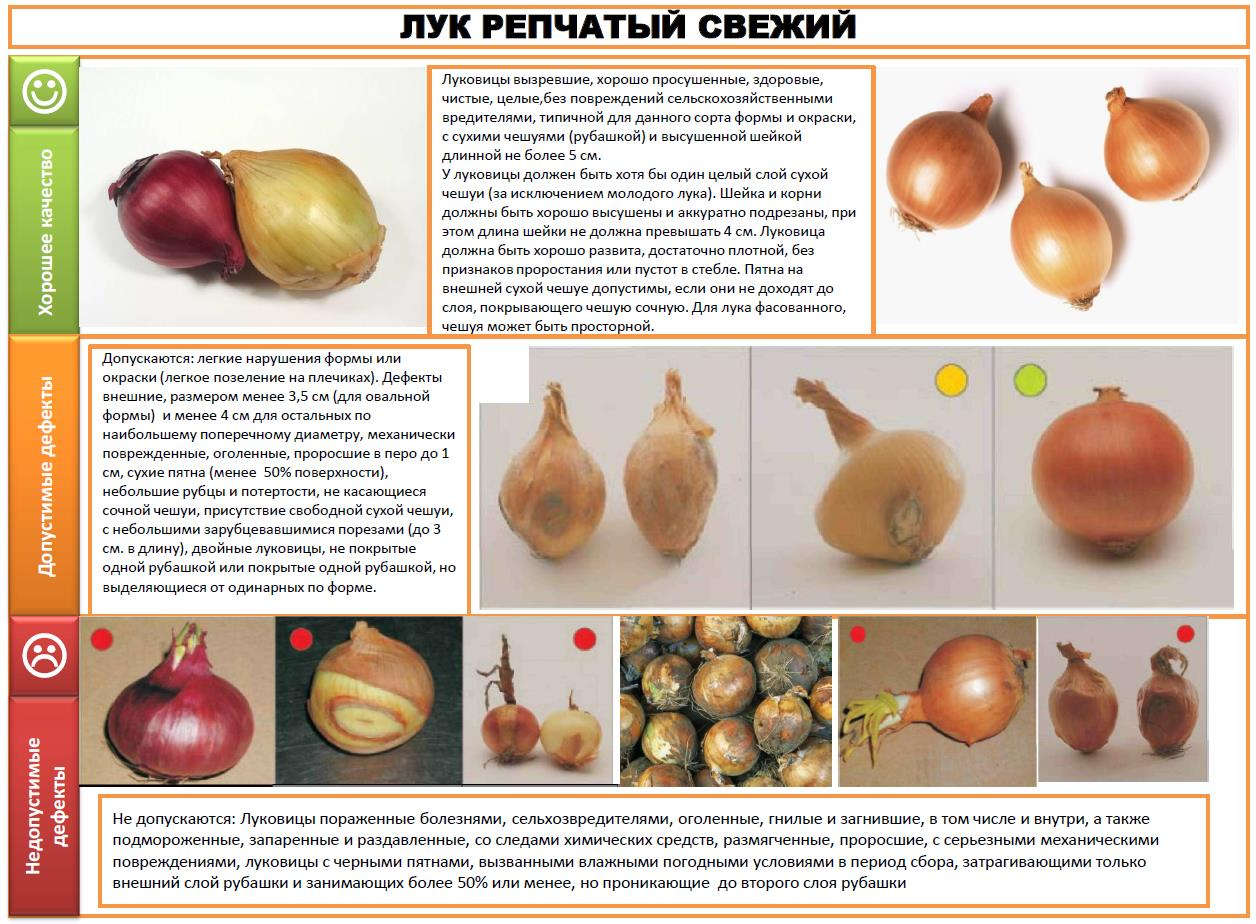 ЛУК РЕПЧАТЫЙ СВЕЖИЙ
Хорошее качество
Луковицы вызревшие, хорошо просушенные, здоровые,
чистые, целые,без повреждений сельскохозяйственными
вредителями, типичной для данного сорта формы и окраски,
с сухими чешуями (рубашкой) и высушенной шейкой
длинной не более 5 см.
У луковицы должен быть хотя бы один целый слой сухой
чешуи (за исключением молодого лука). Шейка и корни
должны быть хорошо высушены и аккуратно подрезаны, при
этом длина шейки не должна превышать 4 см. Луковица
должна быть хорошо развита, достаточно плотной, без
признаков проростания или пустот в стебле. Пятна на
внешней сухой чешуе допустимы, если они не доходят до
слоя, покрывающего чешую сочную. Для лука фасованного,
чешуя может быть просторной.
Допустимые дефекты
Допускаются: легкие нарушения формы или
окраски (легкое позеление на плечиках). Дефекты
внешние, размером менее 3,5 см (для овальной
формы) и менее 4 см для остальных по
наибольшему поперечному диаметру, механически
поврежденные, оголенные, проросшие в перо до 1
см, сухие пятна (менее 50% поверхности),
небольшие рубцы и потертости, не касающиеся
сочной чешуи, присутствие свободной сухой чешуи,
с небольшими зарубцевавшимися порезами (до 3
см. в длину), двойные луковицы, не покрытые
одной рубашкой или покрытые одной рубашкой, но
выделяющиеся от одинарных по форме.
Недопустимые
дефекты
Не допускаются: Луковицы пораженные болезнями, сельхозвредителями, оголенные, гнилые и загнившие, в том числе и внутри, а также
подмороженные, запаренные и раздавленные, со следами химических средств, размягченные, проросшие, с серьезными механическими
повреждениями, луковицы с черными пятнами, вызванными влажными погодными условиями в период сбора, затрагивающими только
внешний слой рубашки и занимающих более 50% или менее, но проникающие до второго слоя рубашки